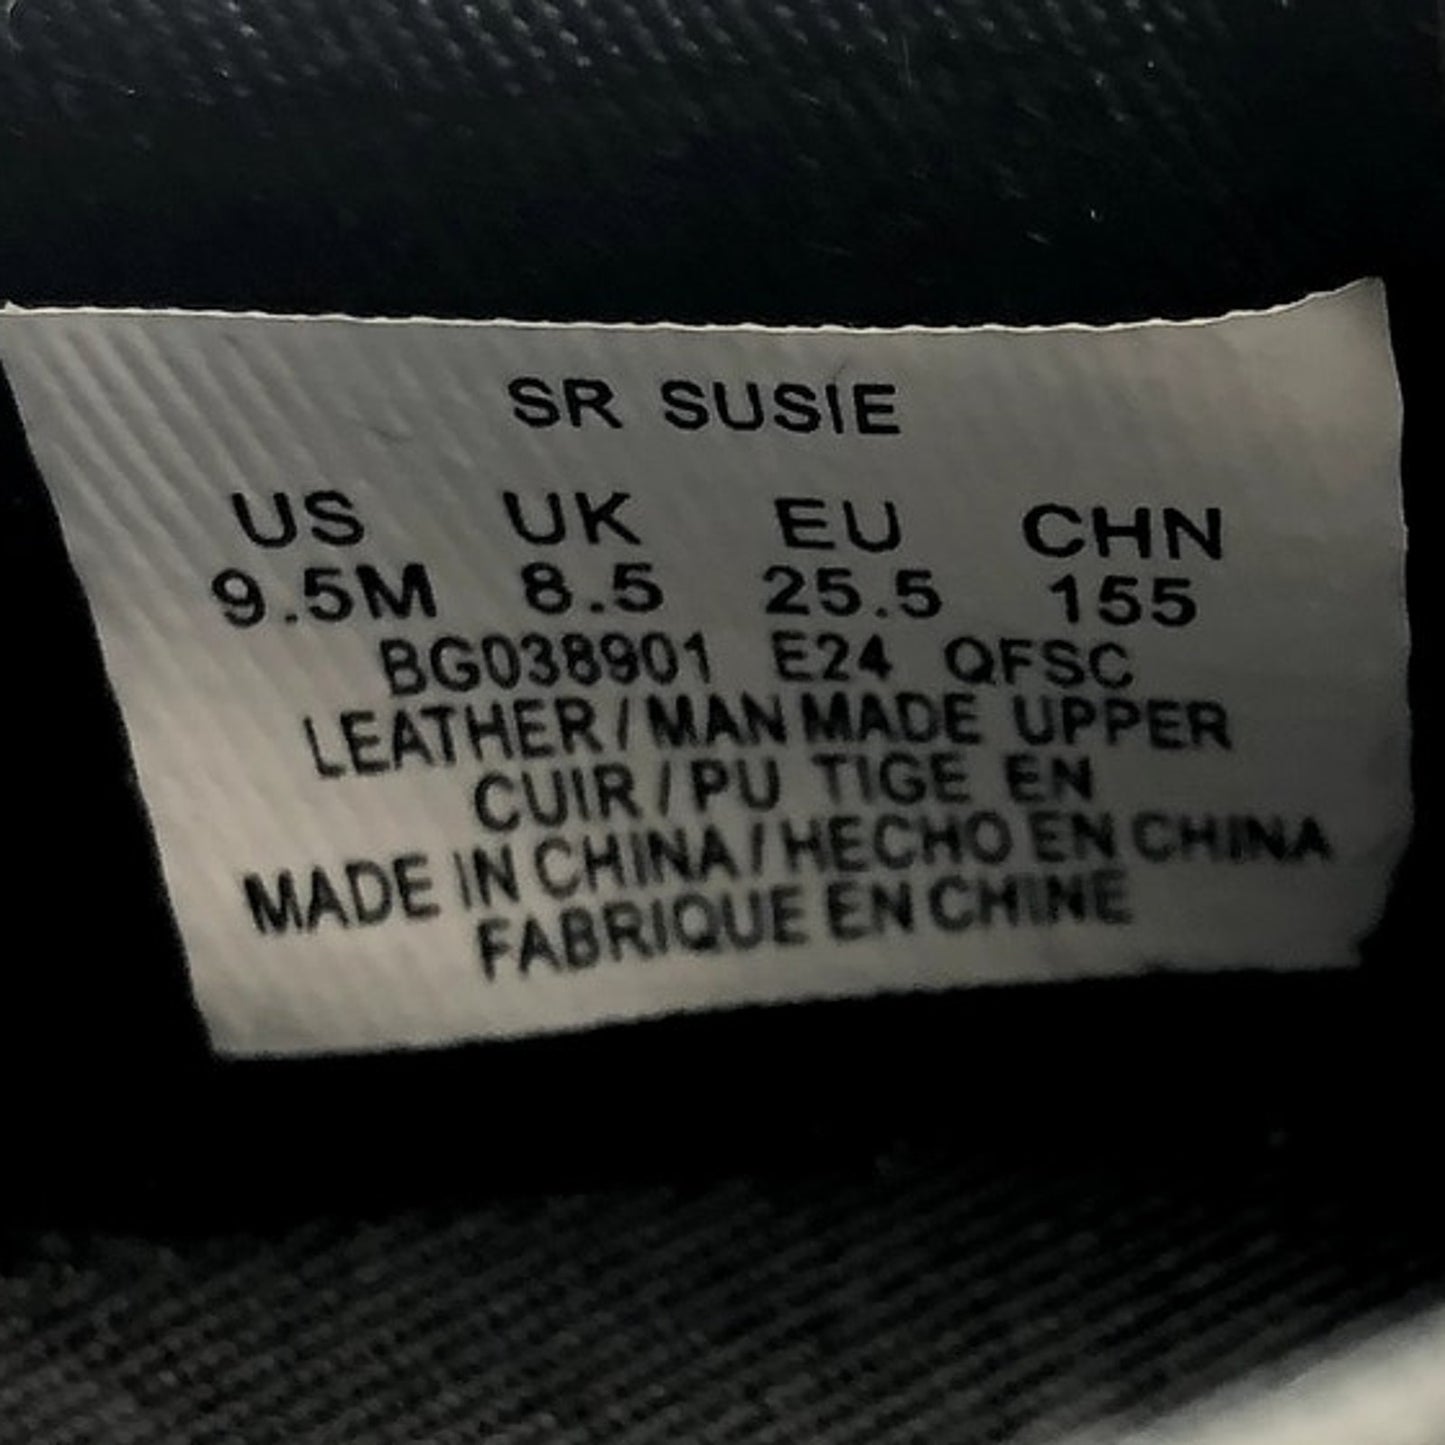 SR SUSIE
US UK EU CHN
9.5M 8.5 25.5 155
BG038901 E24 QFSC
LEATHER/MAN MADE UPPER
CUIR/PU TIGE EN
MADE IN CHINA/HECHO EN CHINA
FABRIQUE EN CHINE